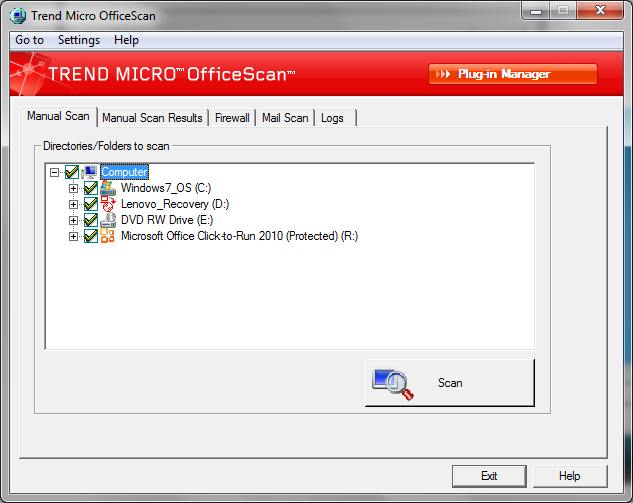 Trend Micro OfficeScan
Go to Settings Help
TREND MICRO™ OfficeScan™
Plug-in Manager
Manual Scan Manual Scan Results Firewall Mail Scan Logs
Directories/Folders to scan
Computer
Windows7_OS (C:)
Lenovo_Recovery (D:)
DVD RW Drive (E:)
Microsoft Office Click-to-Run 2010 (Protected) (R:)
Scan
Exit Help